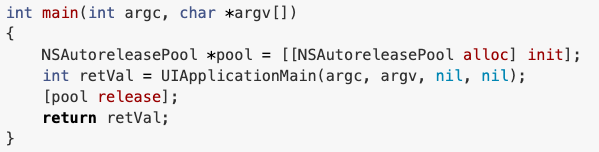 int main(int argc, char *argv[])
{
    NSAutoreleasePool *pool = [[NSAutoreleasePool alloc] init];
    int retVal = UIApplicationMain(argc, argv, nil, nil);
    [pool release];
    return retVal;
}